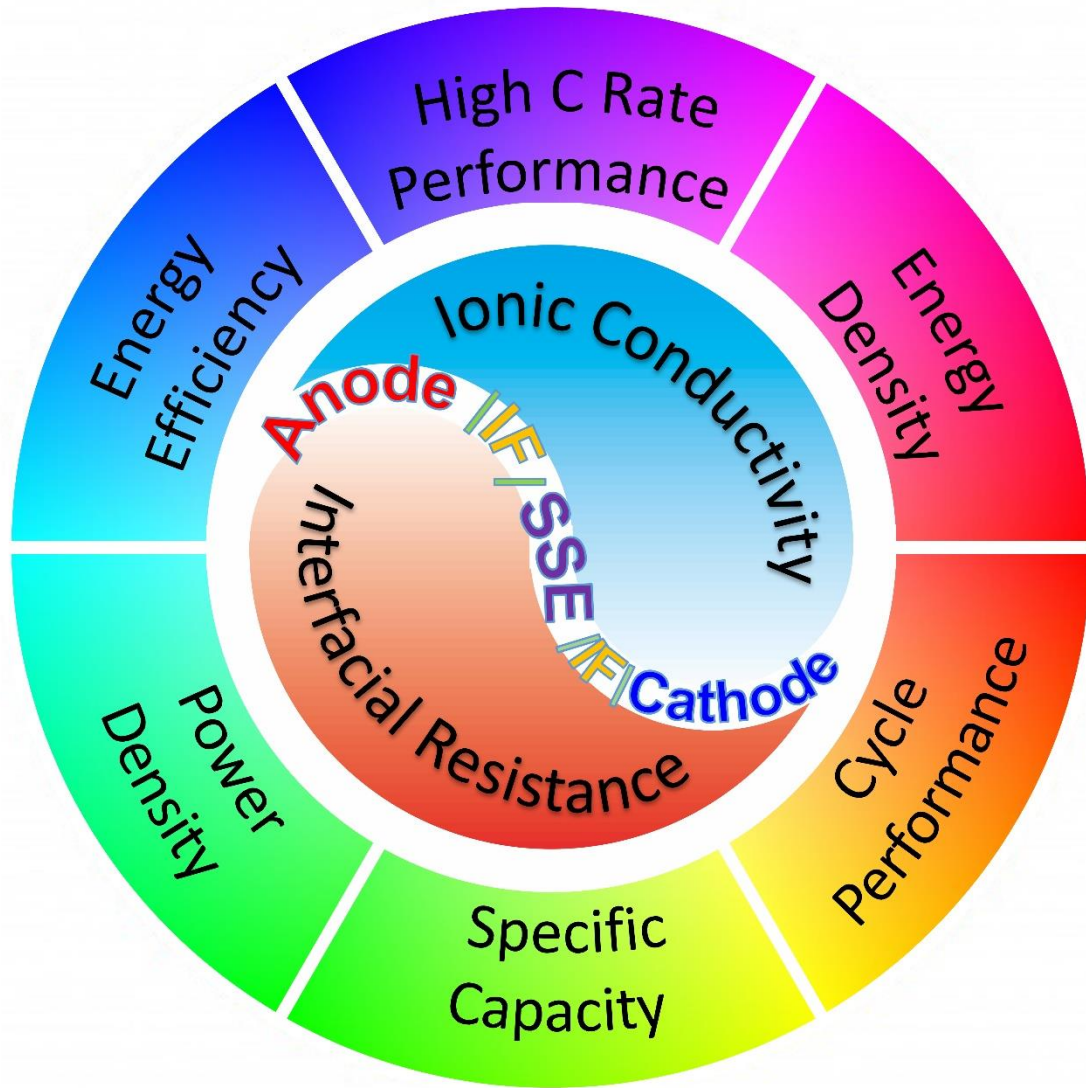 High C Rate
Performance
Energy
Density
Cycle
Performance
Specific
Capacity
Power
Density
Energy
Efficiency
Ionic Conductivity
Anode |IF| SSE |IF| Cathode
Interfacial Resistance